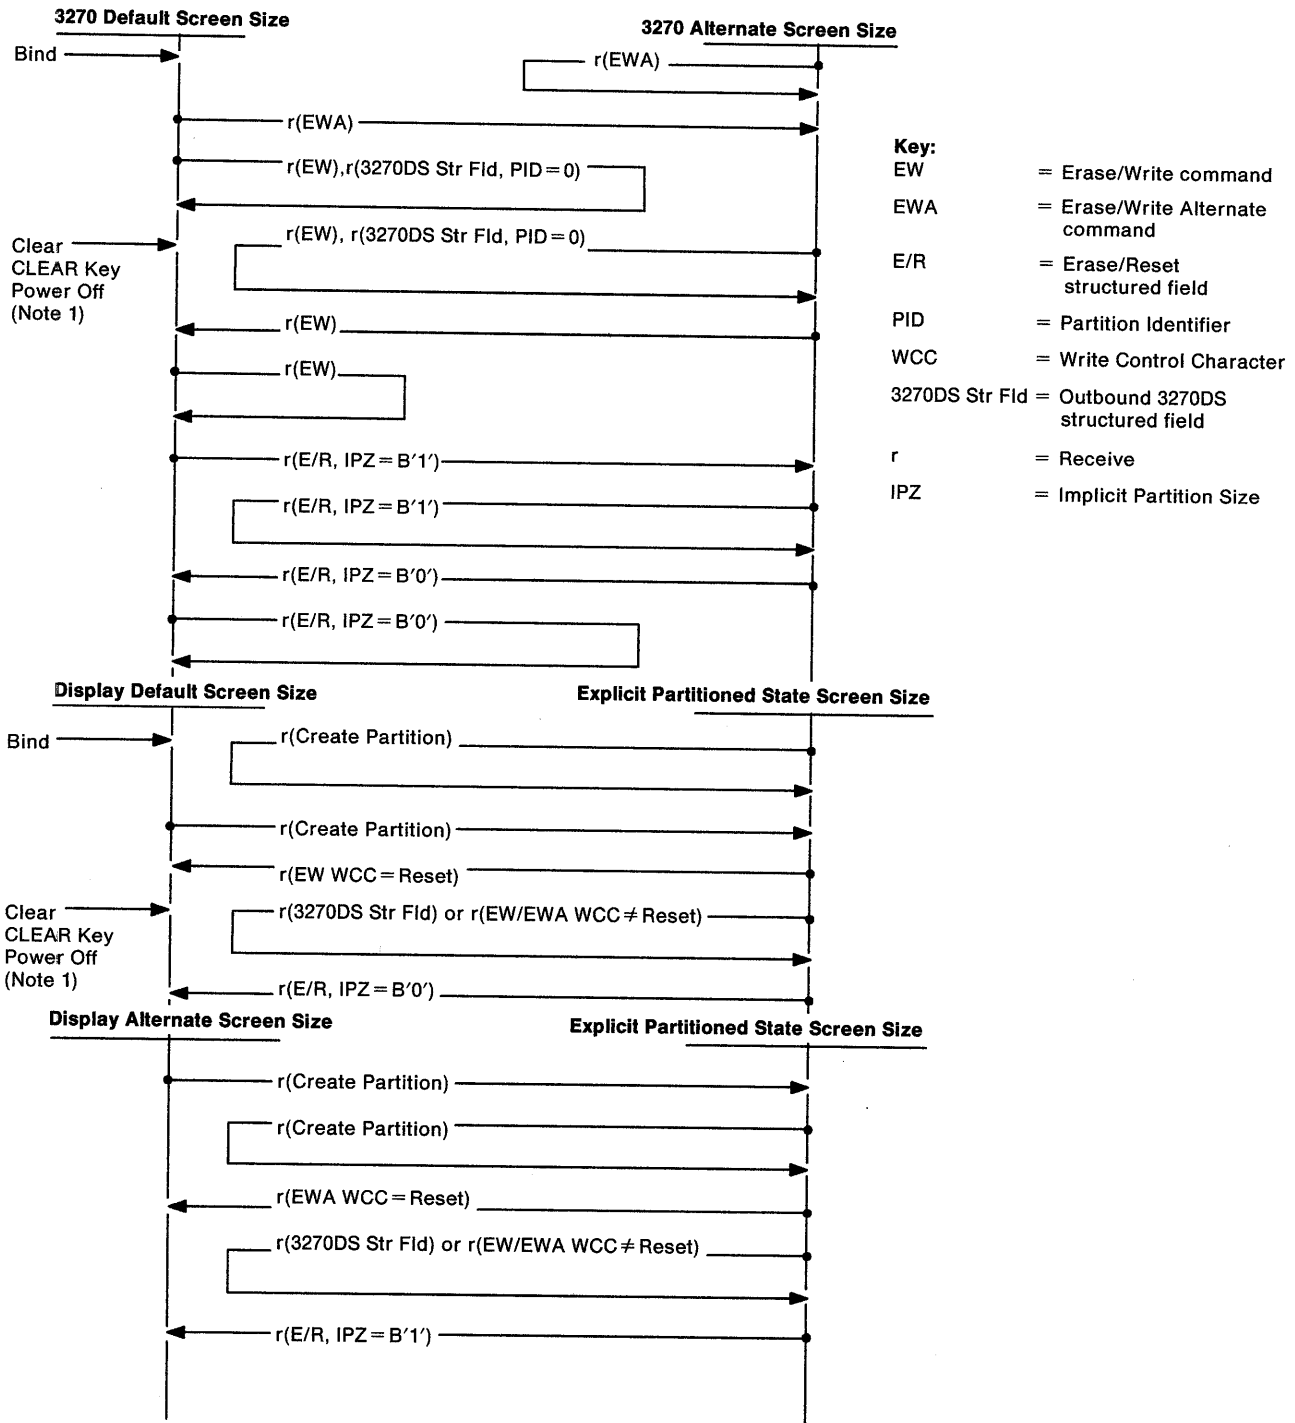 3270 Default Screen Size
3270 Alternate Screen Size
Bind
r(EWA)
r(EWA)
r(EW),r(3270DS Str Fld, PID=0)
Clear
CLEAR Key
Power Off
(Note 1)
r(EW), r(3270DS Str Fld, PID=0)
r(EW)
r(EW)
r(E/R, IPZ=B'1')
r(E/R, IPZ=B'1')
r(E/R, IPZ=B'0')
r(E/R, IPZ=B'0')
Key:
EW = Erase/Write command
EWA = Erase/Write Alternate
command
E/R = Erase/Reset
structured field
PID = Partition Identifier
WCC = Write Control Character
3270DS Str Fld = Outbound 3270DS
structured field
r = Receive
IPZ = Implicit Partition Size
Display Default Screen Size
Explicit Partitioned State Screen Size
Bind
r(Create Partition)
r(Create Partition)
r(EW WCC=Reset)
Clear
CLEAR Key
Power Off
(Note 1)
r(3270DS Str Fld) or r(EW/EWA WCC≠Reset)
r(E/R, IPZ=B'0')
Display Alternate Screen Size
Explicit Partitioned State Screen Size
r(Create Partition)
r(Create Partition)
r(EWA WCC=Reset)
r(3270DS Str Fld) or r(EW/EWA WCC≠Reset)
r(E/R, IPZ=B'1')